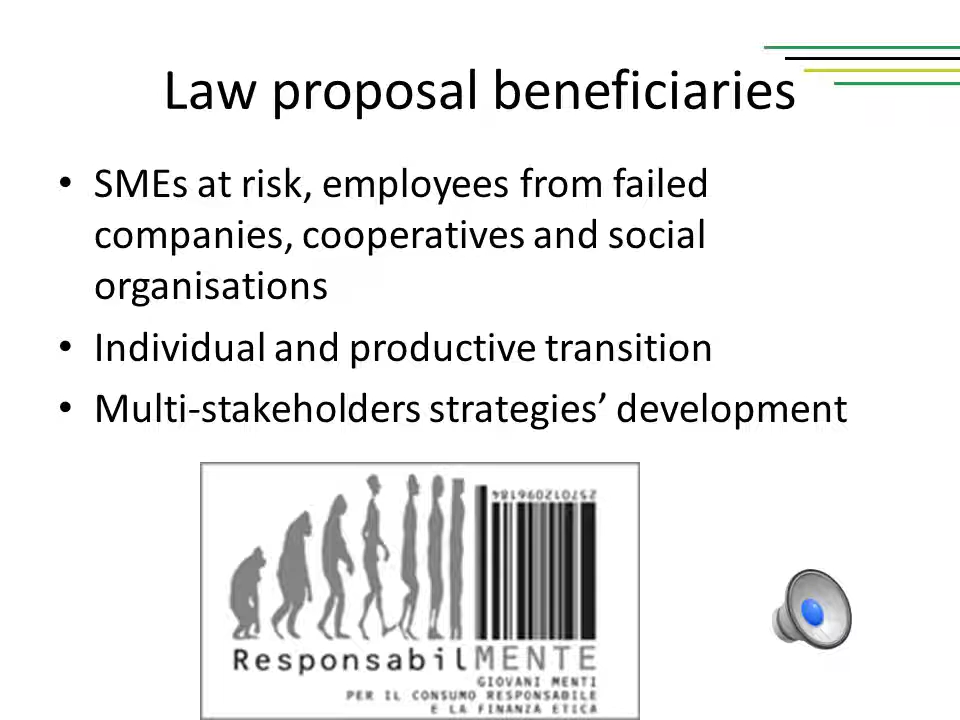 Law proposal beneficiaries
• SMEs at risk, employees from failed
companies, cooperatives and social
organisations
• Individual and productive transition
• Multi-stakeholders strategies’ development
ResponsabilMENTE
GIOVANI MENTI
PER IL CONSUMO RESPONSABILE
E LA FINANZA ETICA